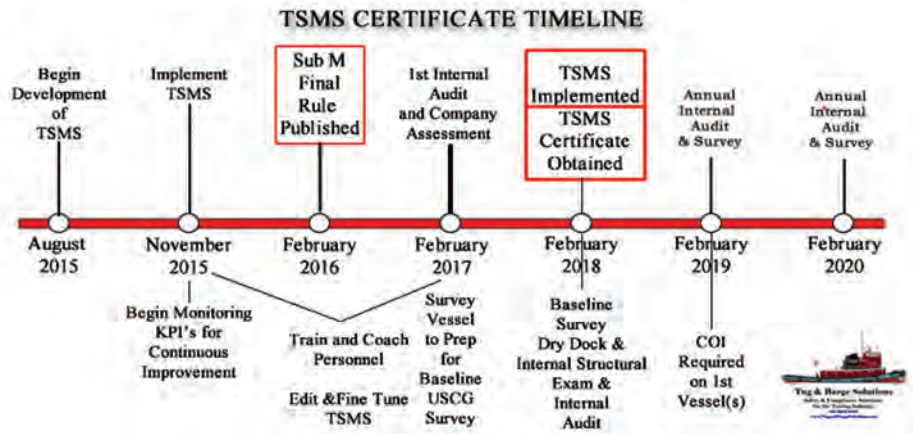 TSMS CERTIFICATE TIMELINE
Begin
Development
of
TSMS
Implement
TSMS
Sub M
Final
Rule
Published
1st Internal
Audit
and Company
Assessment
TSMS
Implemented
TSMS
Certificate
Obtained
Annual
Internal
Audit
& Survey
Annual
Internal
Audit
& Survey
August
2015
November
2015
February
2016
February
2017
February
2018
February
2019
February
2020
Begin Monitoring
KPI's for
Continuous
Improvement
Train and Coach
Personnel
Edit &Fine Tune
TSMS
Survey
Vessel
to Prep
for
Baseline
USCG
Survey
Baseline
Survey
Dry Dock &
Internal Structural
Exam &
Internal
Audit
COI
Required
on 1st
Vessel(s)
Tug & Barge Solutions